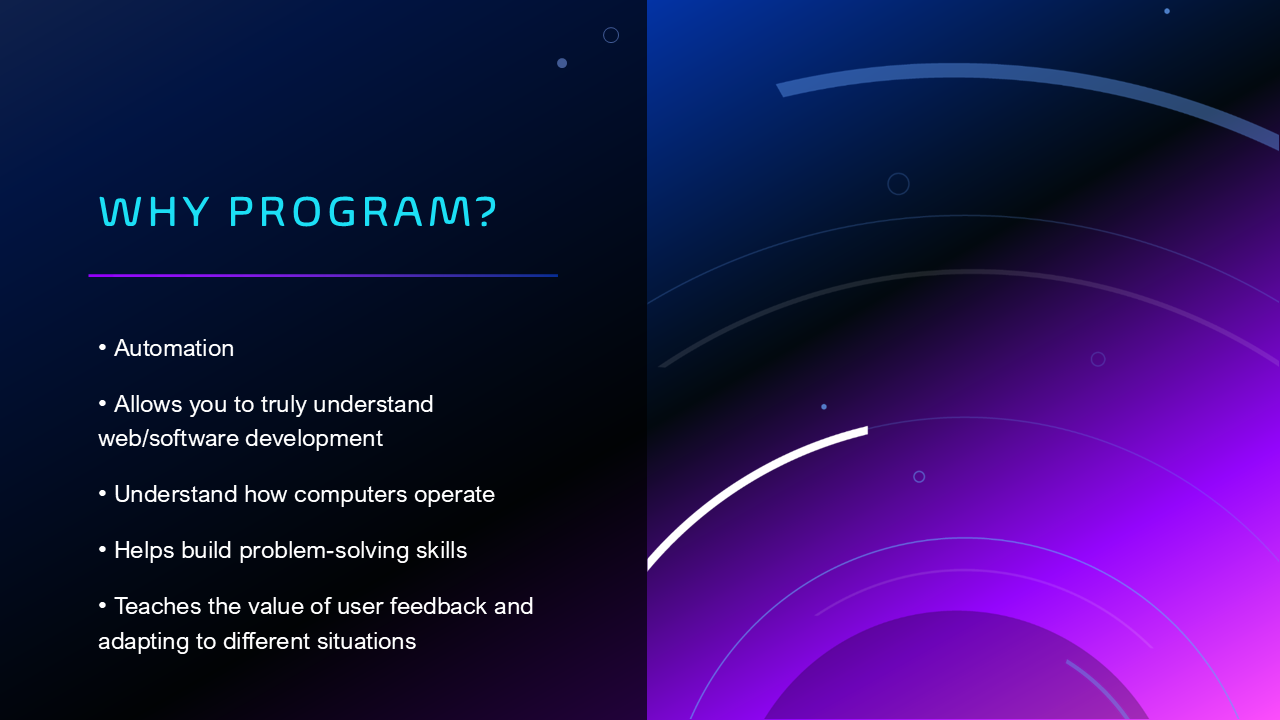 WHY PROGRAM?
• Automation
• Allows you to truly understand
web/software development
• Understand how computers operate
• Helps build problem-solving skills
• Teaches the value of user feedback and
adapting to different situations